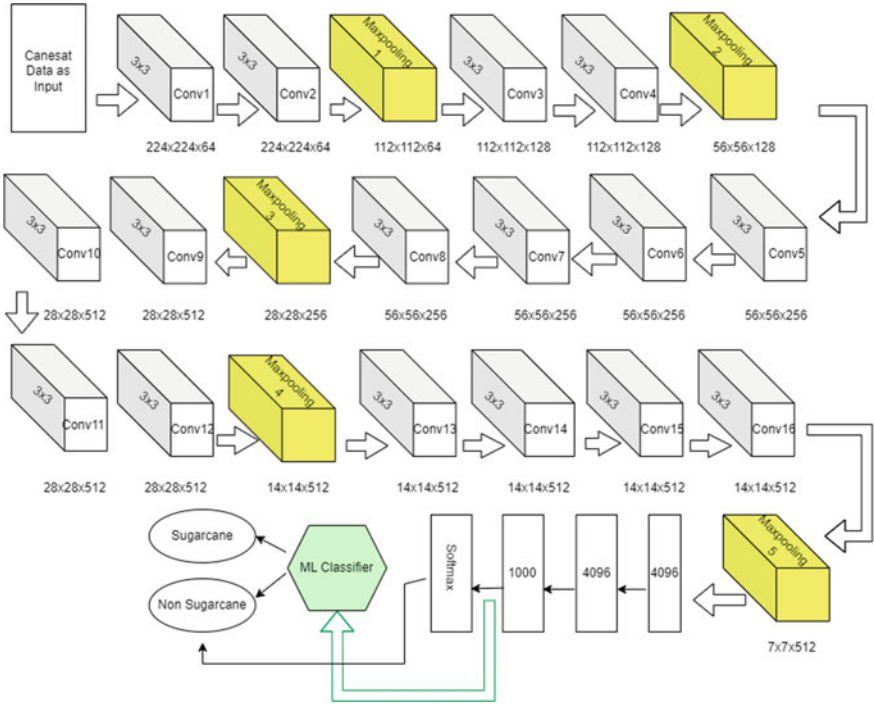 Canesat
Data as
Input
3x3
Conv1
3x3
Conv2
Maxpooling
1
3x3
Conv3
3x3
Conv4
Maxpooling
2
224x224x64
224x224x64
112x112x64
112x112x128
112x112x128
56x56x128
3x3
Conv10
3x3
Conv9
Maxpooling
3
3x3
Conv8
3x3
Conv7
3x3
Conv6
3x3
Conv5
28x28x512
28x28x512
28x28x256
56x56x256
56x56x256
56x56x256
56x56x256
3x3
Conv11
3x3
Conv12
Maxpooling
4
3x3
Conv13
3x3
Conv14
3x3
Conv15
3x3
Conv16
28x28x512
28x28x512
14x14x512
14x14x512
14x14x512
14x14x512
14x14x512
Sugarcane
Non Sugarcane
ML Classifier
Softmax
1000
4096
4096
Maxpooling
5
7x7x512